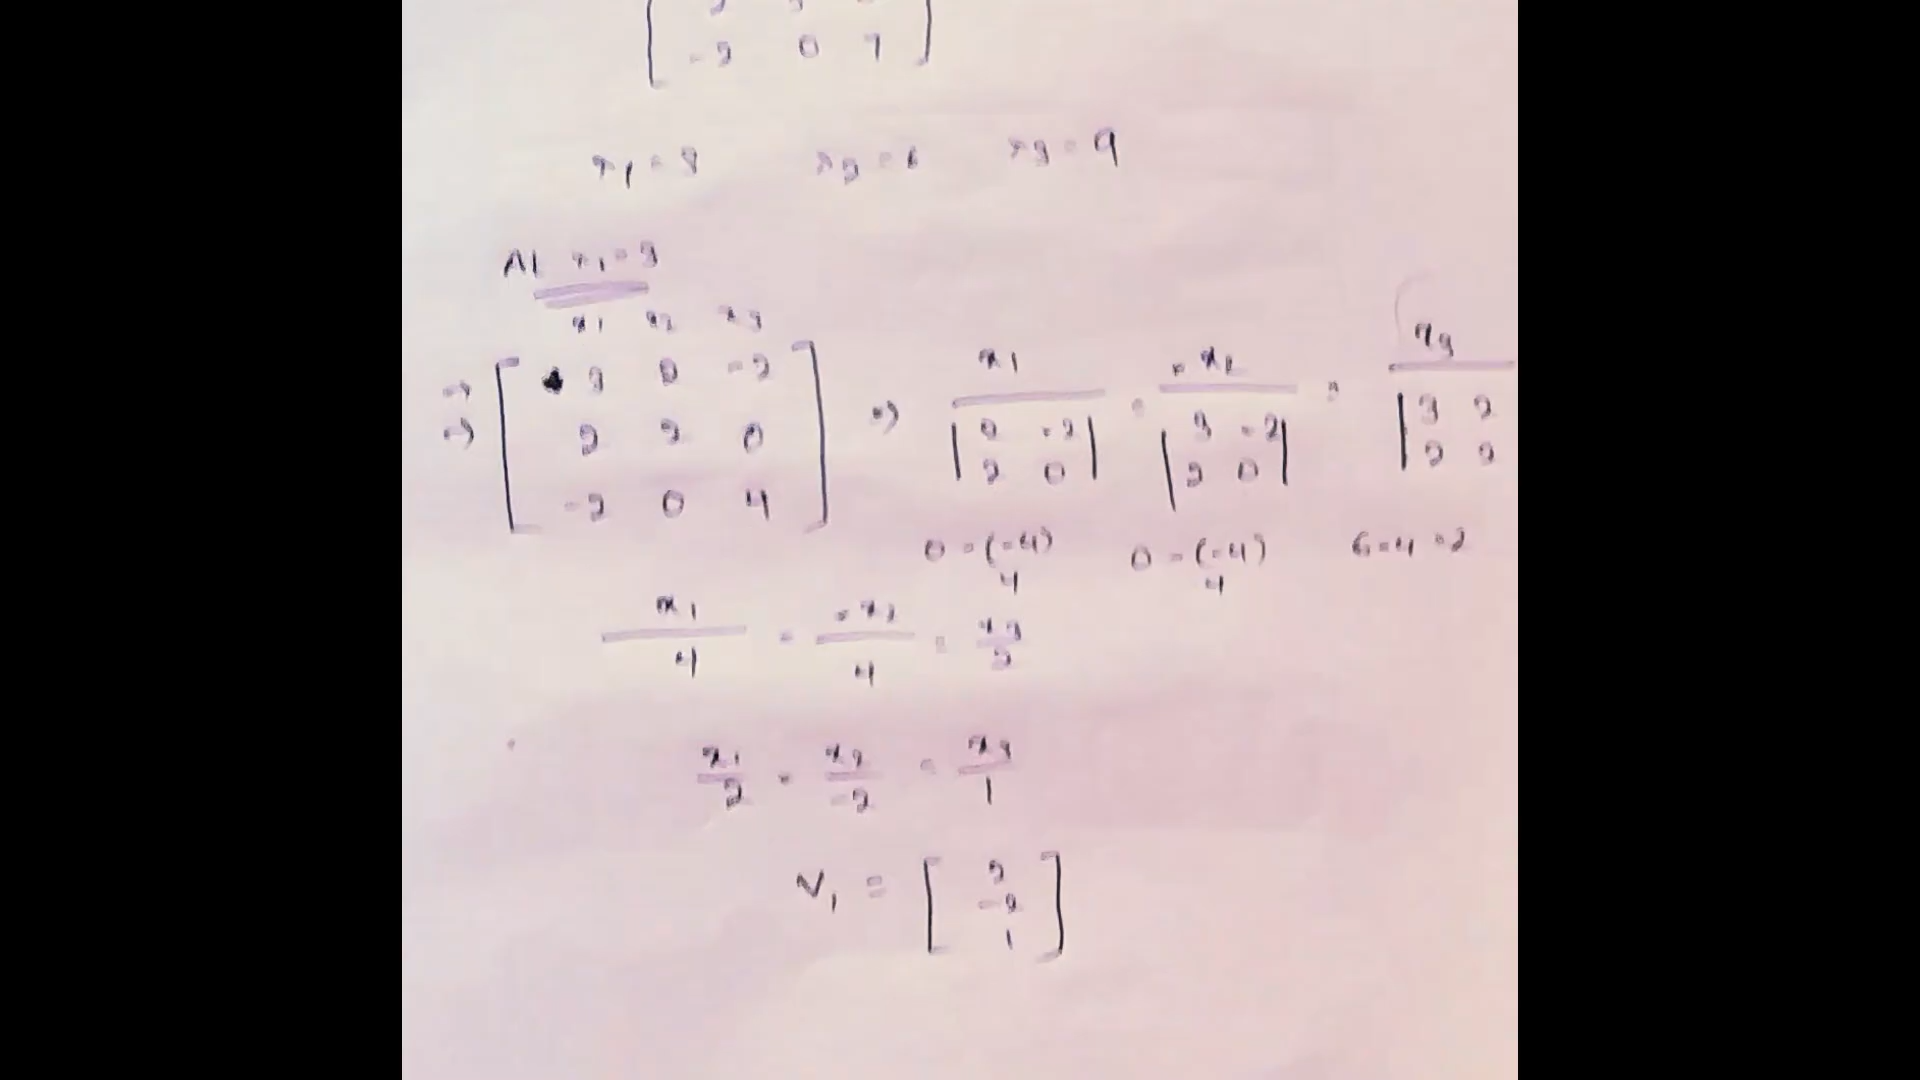 -2 0 7
λ1 = 3 λ2 = 6 λ3 = 9
At λ1 = 3
x1 x2 x3
⇒ 3 2 -2
⇒ 2 2 0
-2 0 4
⇒ x1 = -x2 = x3
2 -2 3 -2 3 2
2 0 2 0 2 2
0-(-4) 0-(-4) 6-4=2
4 4
x1 = -x2 = x3
4 4 2
x1 = x2 = x3
2 -2 1
V1 = [ 2
-2
1 ]